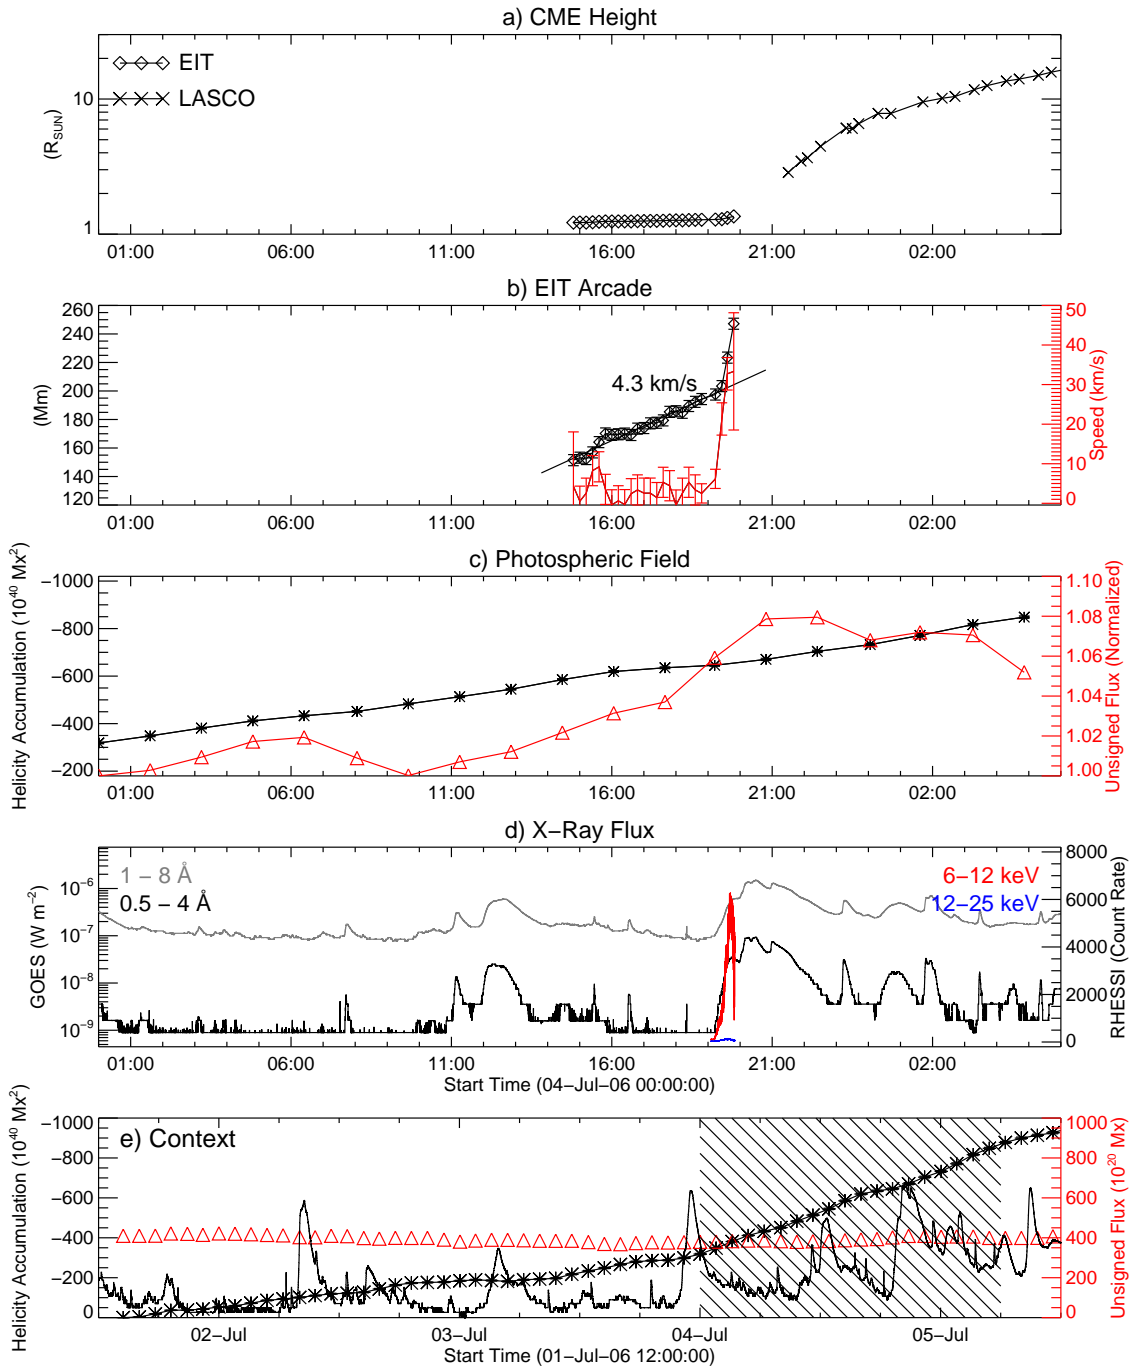 a) CME Height
EIT
LASCO
10
1
(R_SUN)
01:00 06:00 11:00 16:00 21:00 02:00
b) EIT Arcade
260
240
220
200
180
160
140
120
(Mm)
4.3 km/s
50
40
30
20
10
0
Speed (km/s)
01:00 06:00 11:00 16:00 21:00 02:00
c) Photospheric Field
−1000
−800
−600
−400
−200
Helicity Accumulation (10^40 Mx^2)
1.10
1.08
1.06
1.04
1.02
1.00
Unsigned Flux (Normalized)
01:00 06:00 11:00 16:00 21:00 02:00
d) X−Ray Flux
1 − 8 Å
0.5 − 4 Å
6−12 keV
12−25 keV
10^−6
10^−7
10^−8
10^−9
GOES (W m^−2)
8000
6000
4000
2000
0
RHESSI (Count Rate)
01:00 06:00 11:00 16:00 21:00 02:00
Start Time (04−Jul−06 00:00:00)
e) Context
−1000
−800
−600
−400
−200
0
Helicity Accumulation (10^40 Mx^2)
1000
800
600
400
200
0
Unsigned Flux (10^20 Mx)
02−Jul 03−Jul 04−Jul 05−Jul
Start Time (01−Jul−06 12:00:00)